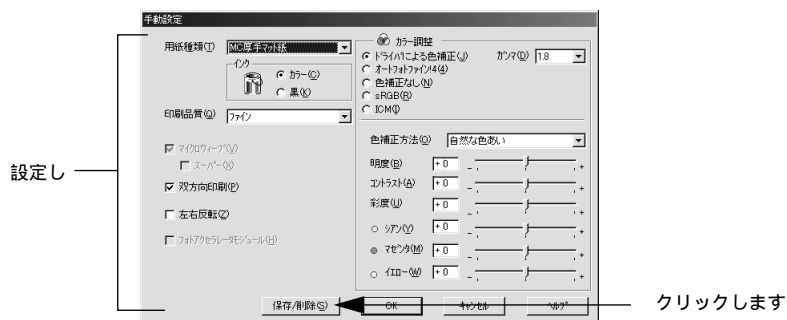 手動設定
用紙種類(T) MC厚手マット紙
インク
カラー(C)
黒(K)
印刷品質(Q) ファイン
マイクロウィーブ(V)
スーパー(X)
双方向印刷(P)
左右反転(Z)
フォトアクセラレータモジュール(H)
カラー調整
ドライバによる色補正(J) ガンマ(D) 1.8
オートフォトファイン!4(4)
色補正なし(N)
sRGB(R)
ICM(I)
色補正方法(O) 自然な色あい
明度(B) +0 - +
コントラスト(A) +0 - +
彩度(U) +0 - +
シアン(Y) +0 - +
マゼンタ(M) +0 - +
イエロー(W) +0 - +
保存/削除(S) OK キャンセル ヘルプ
設定し
クリックします